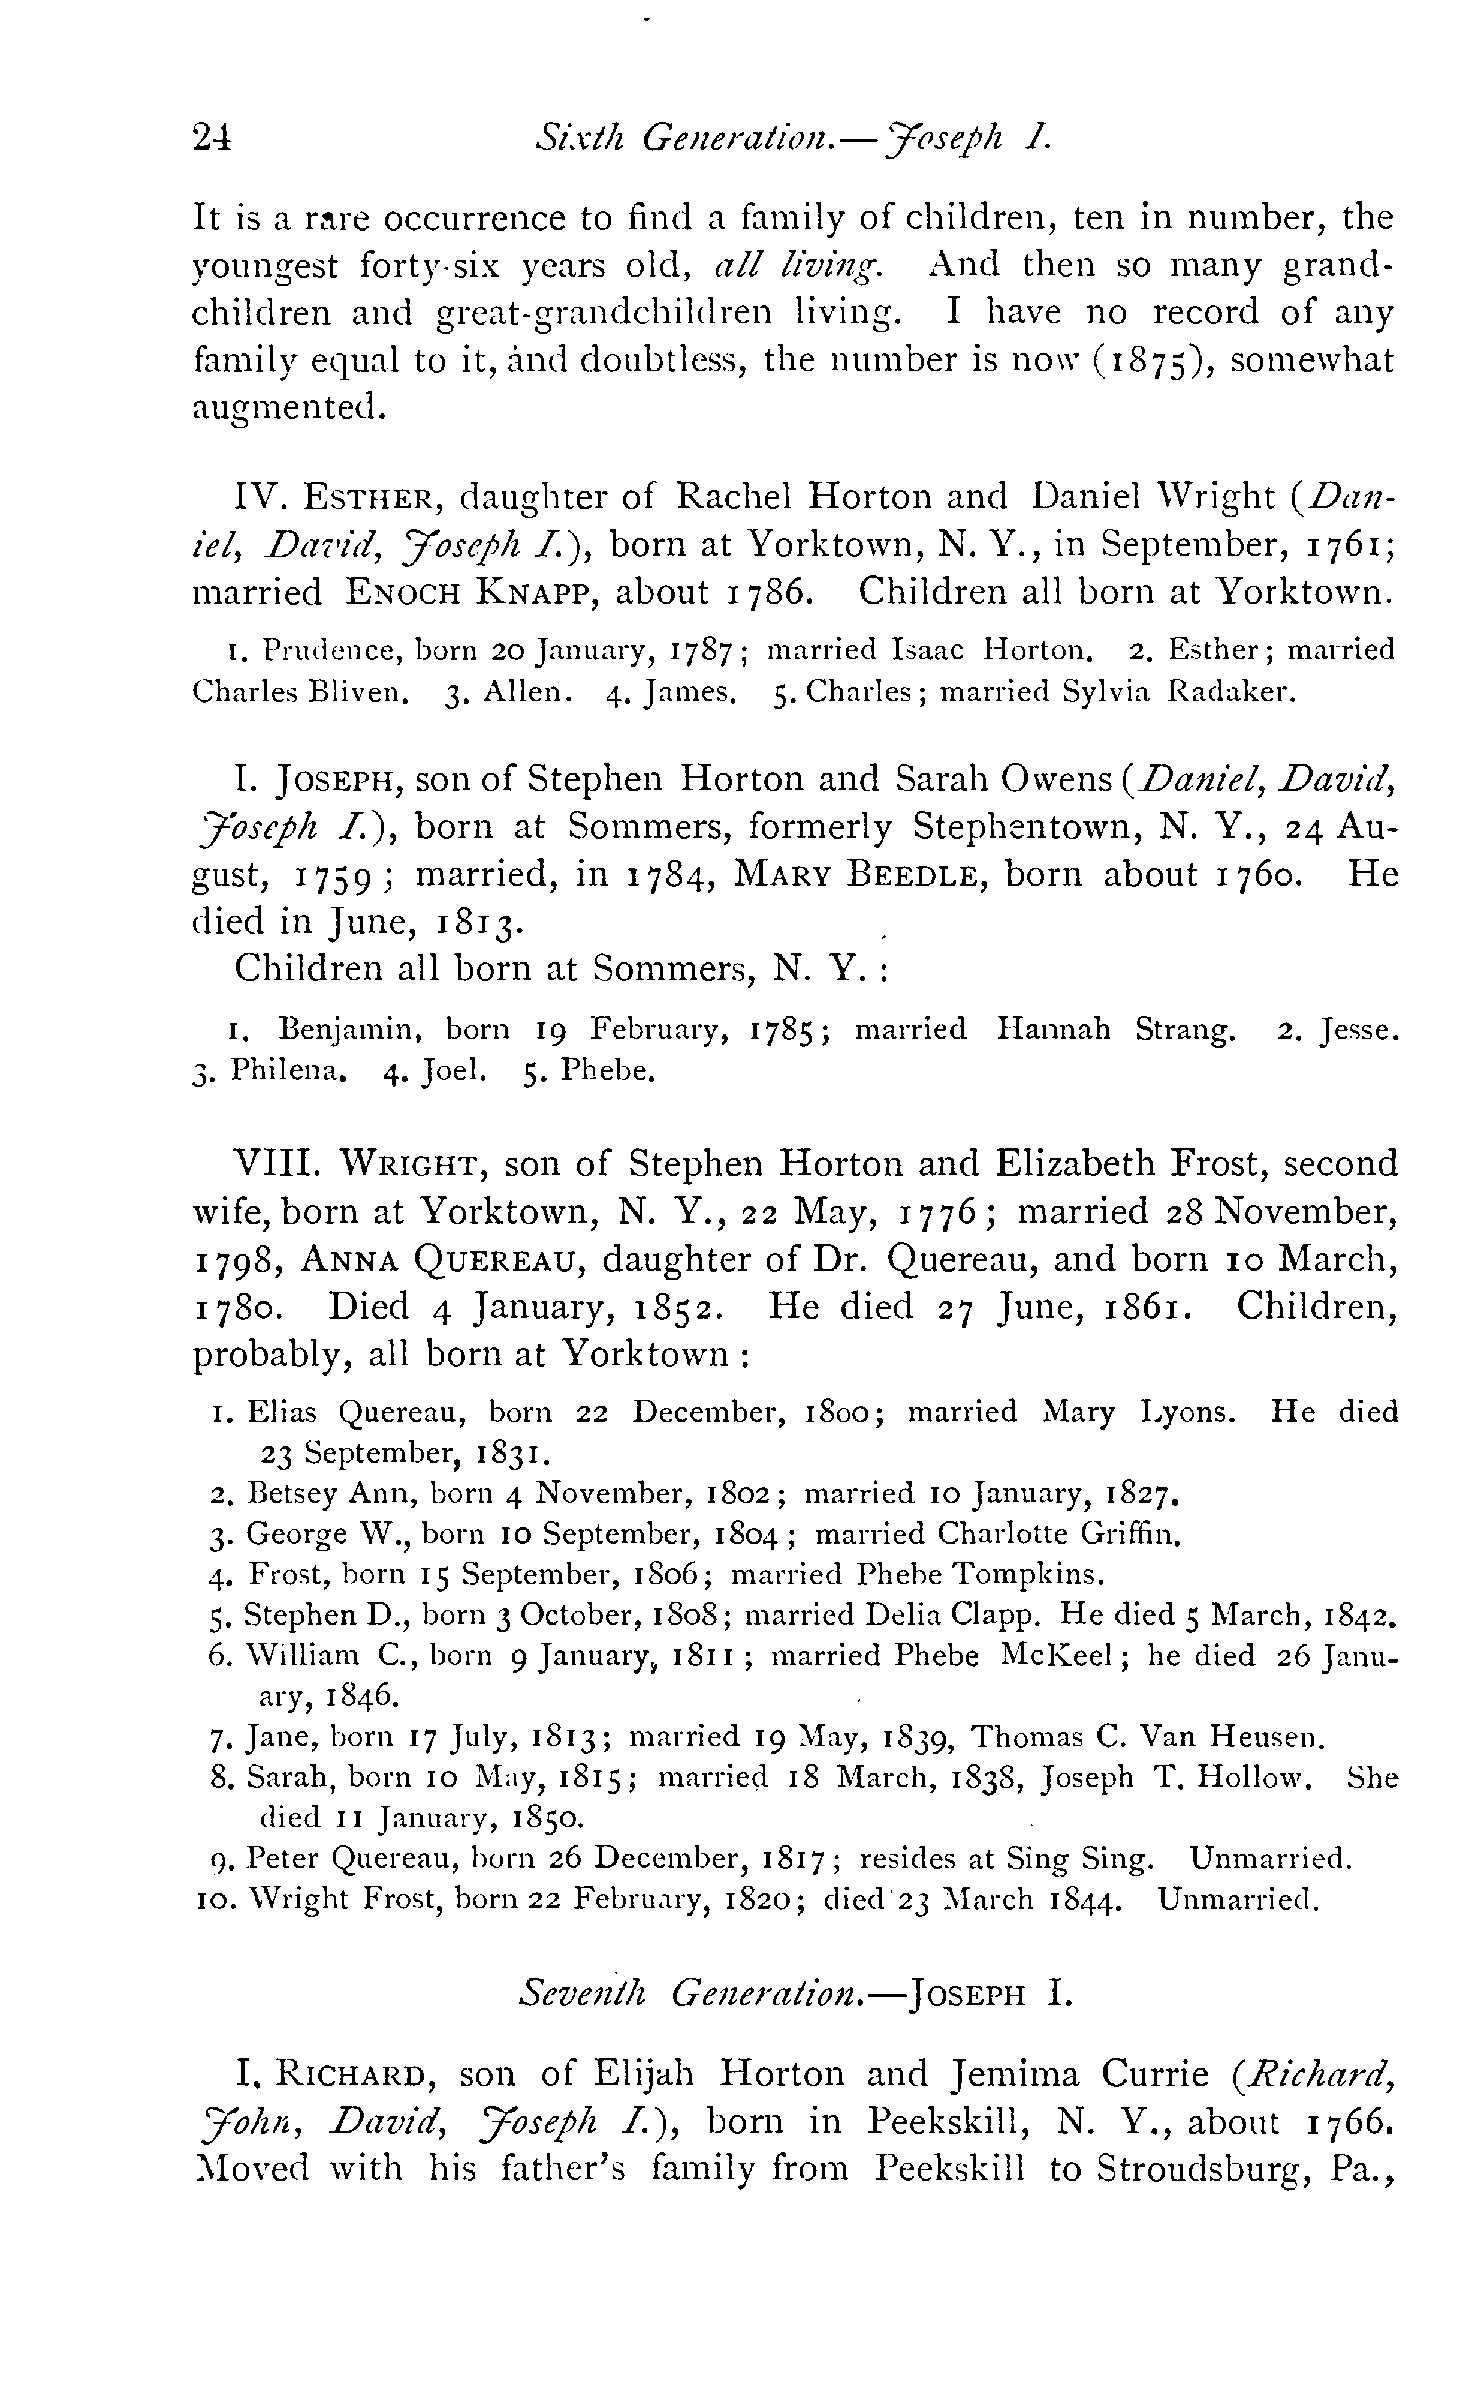 24 Sixth Generation.—Joseph I.
It is a rare occurrence to find a family of children, ten in number, the
youngest forty-six years old, all living. And then so many grand-
children and great-grandchildren living. I have no record of any
family equal to it, and doubtless, the number is now (1875), somewhat
augmented.
IV. ESTHER, daughter of Rachel Horton and Daniel Wright (Dan-
iel, David, Joseph I.), born at Yorktown, N. Y., in September, 1761;
married ENOCH KNAPP, about 1786. Children all born at Yorktown.
1. Prudence, born 20 January, 1787; married Isaac Horton. 2. Esther; married
Charles Bliven. 3. Allen. 4. James. 5. Charles; married Sylvia Radaker.
I. JOSEPH, son of Stephen Horton and Sarah Owens (Daniel, David,
Joseph I.), born at Sommers, formerly Stephentown, N. Y., 24 Au-
gust, 1759; married, in 1784, MARY BEEDLE, born about 1760. He
died in June, 1813.
Children all born at Sommers, N. Y. :
1. Benjamin, born 19 February, 1785; married Hannah Strang. 2. Jesse.
3. Philena. 4. Joel. 5. Phebe.
VIII. WRIGHT, son of Stephen Horton and Elizabeth Frost, second
wife, born at Yorktown, N. Y., 22 May, 1776; married 28 November,
1798, ANNA QUEREAU, daughter of Dr. Quereau, and born 10 March,
1780. Died 4 January, 1852. He died 27 June, 1861. Children,
probably, all born at Yorktown :
1. Elias Quereau, born 22 December, 1800; married Mary Lyons. He died
23 September, 1831.
2. Betsey Ann, born 4 November, 1802; married 10 January, 1827.
3. George W., born 10 September, 1804; married Charlotte Griffin.
4. Frost, born 15 September, 1806; married Phebe Tompkins.
5. Stephen D., born 3 October, 1808; married Delia Clapp. He died 5 March, 1842.
6. William C., born 9 January, 1811; married Phebe McKeel; he died 26 Janu-
ary, 1846.
7. Jane, born 17 July, 1813; married 19 May, 1839, Thomas C. Van Heusen.
8. Sarah, born 10 May, 1815; married 18 March, 1838, Joseph T. Hollow. She
died 11 January, 1850.
9. Peter Quereau, born 26 December, 1817; resides at Sing Sing. Unmarried.
10. Wright Frost, born 22 February, 1820; died 23 March 1844. Unmarried.
Seventh Generation.—JOSEPH I.
I. RICHARD, son of Elijah Horton and Jemima Currie (Richard,
John, David, Joseph I.), born in Peekskill, N. Y., about 1766.
Moved with his father's family from Peekskill to Stroudsburg, Pa.,